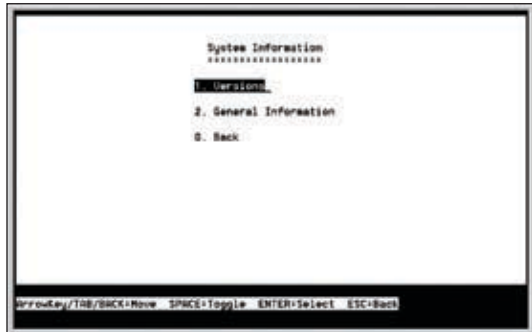 System Information
==================
1. Versions
2. General Information
0. Back
ArrowKey/TAB/BACK=Move SPACE=Toggle ENTER=Select ESC=Back